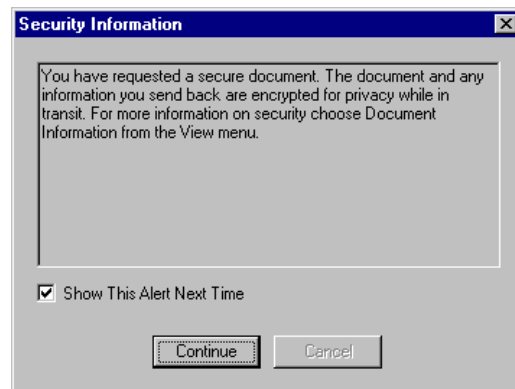 Security Information
You have requested a secure document. The document and any
information you send back are encrypted for privacy while in
transit. For more information on security choose Document
Information from the View menu.
Show This Alert Next Time
Continue Cancel